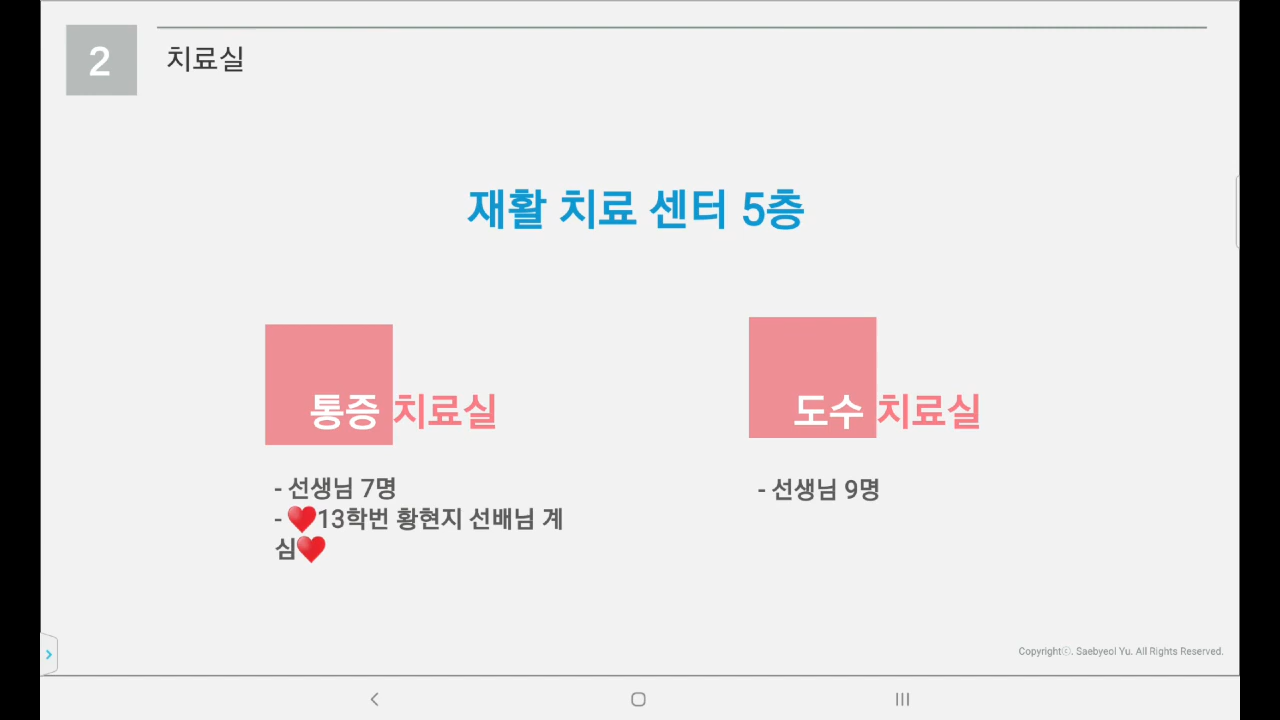 2
치료실
재활 치료 센터 5층
통증 치료실
- 선생님 7명
- ❤️13학번 황현지 선배님 계
심❤️
도수 치료실
- 선생님 9명
Copyrightⓒ. Saebyeol Yu. All Rights Reserved.